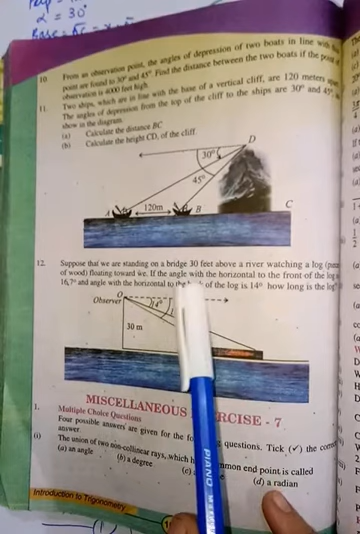 α = 30°
10 From an observation point, the angles of depression of two boats in line with this
point are found to 30° and 45° Find the distance between the two boats if the point of
observation is 4000 feet high.
11. Two ships, which are in line with the base of a vertical cliff, are 120 meters apart.
The angles of depression from the top of the cliff to the ships are 30° and 45°, as
show in the diagram.
(a) Calculate the distance BC
(b) Calculate the height CD, of the cliff.
D
30°
45°
A 120m B C
12. Suppose that we are standing on a bridge 30 feet above a river watching a log (piece
of wood) floating toward we. If the angle with the horizontal to the front of the log is
16.7° and angle with the horizontal to the of the log is 14° how long is the log?
O
Observer 14°
30 m
MISCELLANEOUS RCISE - 7
1. Multiple Choice Questions
Four possible answers are given for the fo questions. Tick (✓) the correct
answer.
(i) The union of two non-collinear rays, which h mmon end point is called
(a) an angle (b) a degree (c) (d) a radian
Introduction to Trigonometry
PIANO